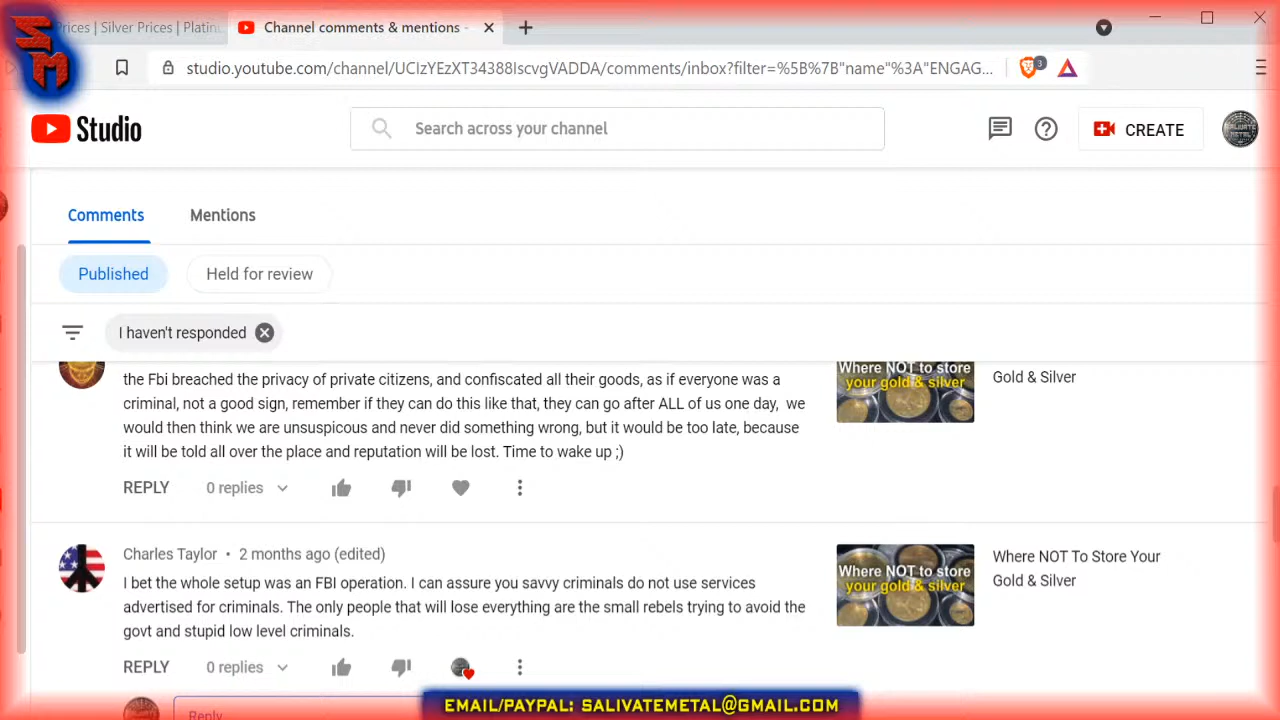 SM
Prices | Silver Prices | Platin
Channel comments & mentions -
studio.youtube.com/channel/UCIzYEzXT34388IscvgVADDA/comments/inbox?filter=%5B%7B"name"%3A"ENGAG...
3
Studio
Search across your channel
CREATE
SALIVATE METAL
Comments
Mentions
Published
Held for review
I haven't responded
the Fbi breached the privacy of private citizens, and confiscated all their goods, as if everyone was a
criminal, not a good sign, remember if they can do this like that, they can go after ALL of us one day, we
would then think we are unsuspicous and never did something wrong, but it would be too late, because
it will be told all over the place and reputation will be lost. Time to wake up ;)
Where NOT to store
your gold & silver
Gold & Silver
REPLY
0 replies
Charles Taylor • 2 months ago (edited)
I bet the whole thing was an FBI operation. I can assure you savvy criminals do not use services
advertised for criminals. The only people that will lose everything are the small rebels trying to avoid the
govt and stupid low level criminals.
Where NOT to store
your gold & silver
Where NOT To Store Your
Gold & Silver
REPLY
0 replies
Reply
EMAIL/PAYPAL: SALIVATEMETAL@GMAIL.COM